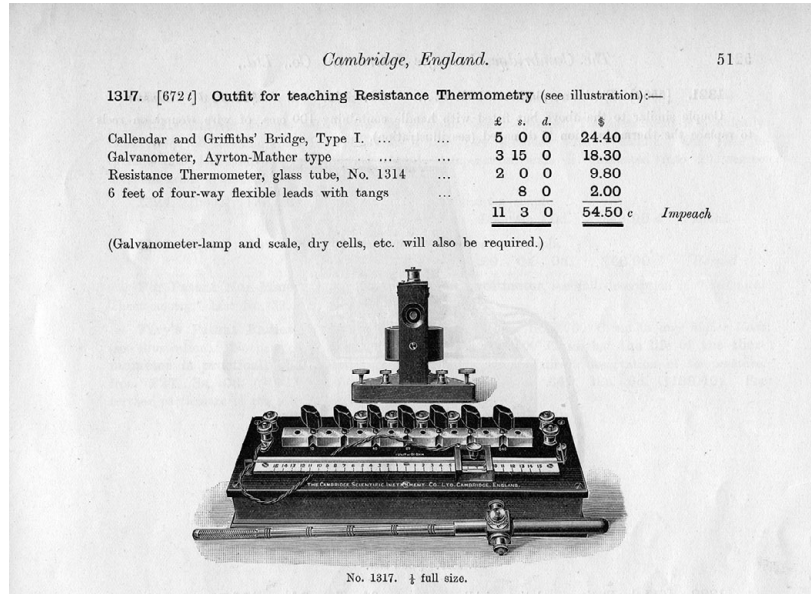 Cambridge, England. 51
1317. [672 t] Outfit for teaching Resistance Thermometry (see illustration):—
£ s. d. $
Callendar and Griffiths' Bridge, Type I. ... ... 5 0 0 24.40
Galvanometer, Ayrton-Mather type ... ... 3 15 0 18.30
Resistance Thermometer, glass tube, No. 1314 ... 2 0 0 9.80
6 feet of four-way flexible leads with tangs ... 8 0 2.00
11 3 0 54.50 c Impeach
(Galvanometer-lamp and scale, dry cells, etc. will also be required.)
THE CAMBRIDGE SCIENTIFIC INSTRUMENT CO. LTD. CAMBRIDGE, ENGLAND.
No. 1317. ⅙ full size.